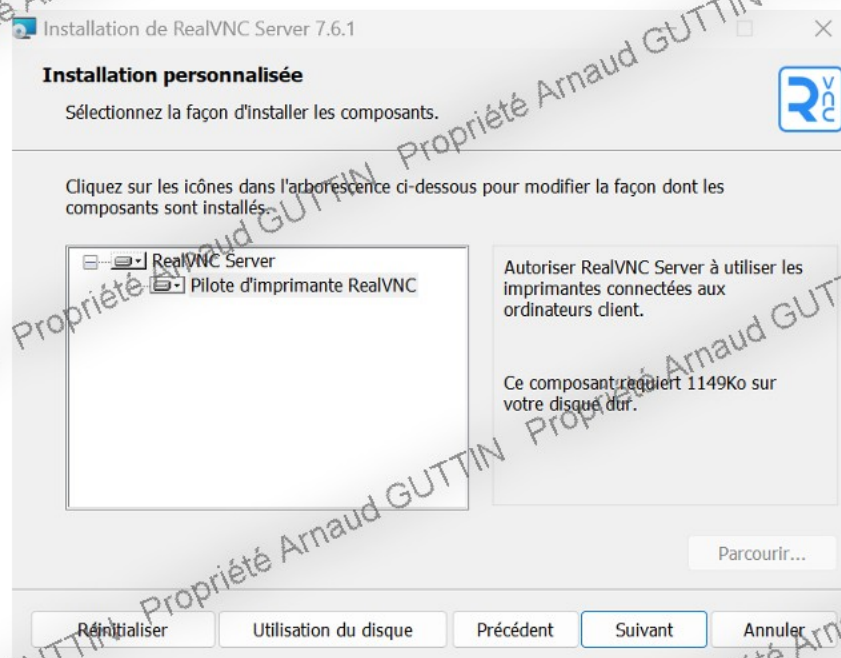 Installation de RealVNC Server 7.6.1
Installation personnalisée
Sélectionnez la façon d'installer les composants.
R VNC
Cliquez sur les icônes dans l'arborescence ci-dessous pour modifier la façon dont les
composants sont installés.
RealVNC Server
Pilote d'imprimante RealVNC
Autoriser RealVNC Server à utiliser les
imprimantes connectées aux
ordinateurs client.
Ce composant requiert 1149Ko sur
votre disque dur.
Parcourir...
Réinitialiser
Utilisation du disque
Précédent
Suivant
Annuler
Propriété Arnaud GUTTIN Propriété Arnaud GUTTIN
GUTTIN Propriété Arnaud GUTTIN Propriété Arnaud GUT